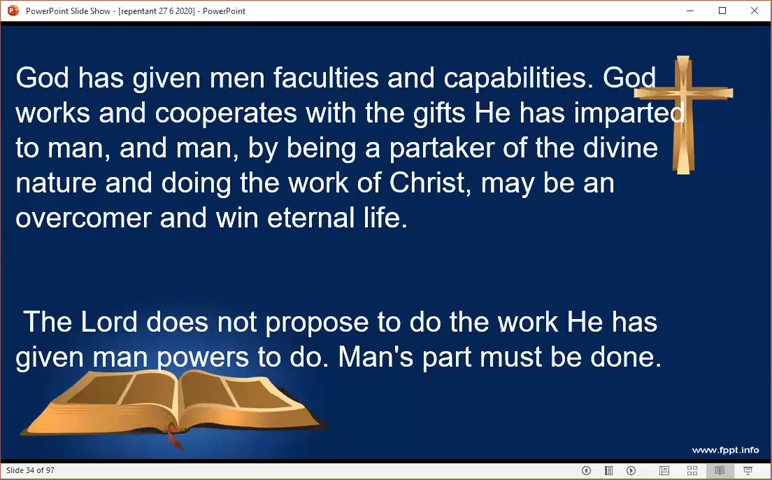 PowerPoint Slide Show - [repentant 27 6 2020] - PowerPoint
God has given men faculties and capabilities. God
works and cooperates with the gifts He has imparted
to man, and man, by being a partaker of the divine
nature and doing the work of Christ, may be an
overcomer and win eternal life.
The Lord does not propose to do the work He has
given man powers to do. Man's part must be done.
www.fppt.info
Slide 34 of 97